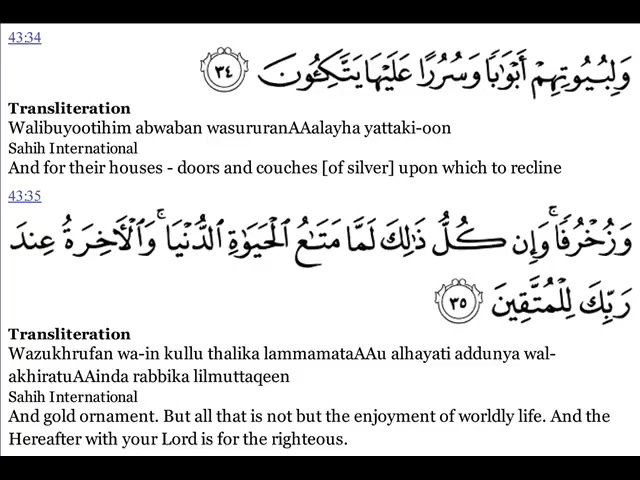 43:34
وَلِبُيُوتِهِمْ أَبْوَٰبًا وَسُرُرًا عَلَيْهَا يَتَّكِـُٔونَ ٣٤
Transliteration
Walibuyootihim abwaban wasururanAAalayha yattaki-oon
Sahih International
And for their houses - doors and couches [of silver] upon which to recline
43:35
وَزُخْرُفًا ۚ وَإِن كُلُّ ذَٰلِكَ لَمَّا مَتَـٰعُ ٱلْحَيَوٰةِ ٱلدُّنْيَا ۚ وَٱلْـَٔاخِرَةُ عِندَ
رَبِّكَ لِلْمُتَّقِينَ ٣٥
Transliteration
Wazukhrufan wa-in kullu thalika lammamataAAu alhayati addunya wal-
akhiratuAAinda rabbika lilmuttaqeen
Sahih International
And gold ornament. But all that is not but the enjoyment of worldly life. And the
Hereafter with your Lord is for the righteous.